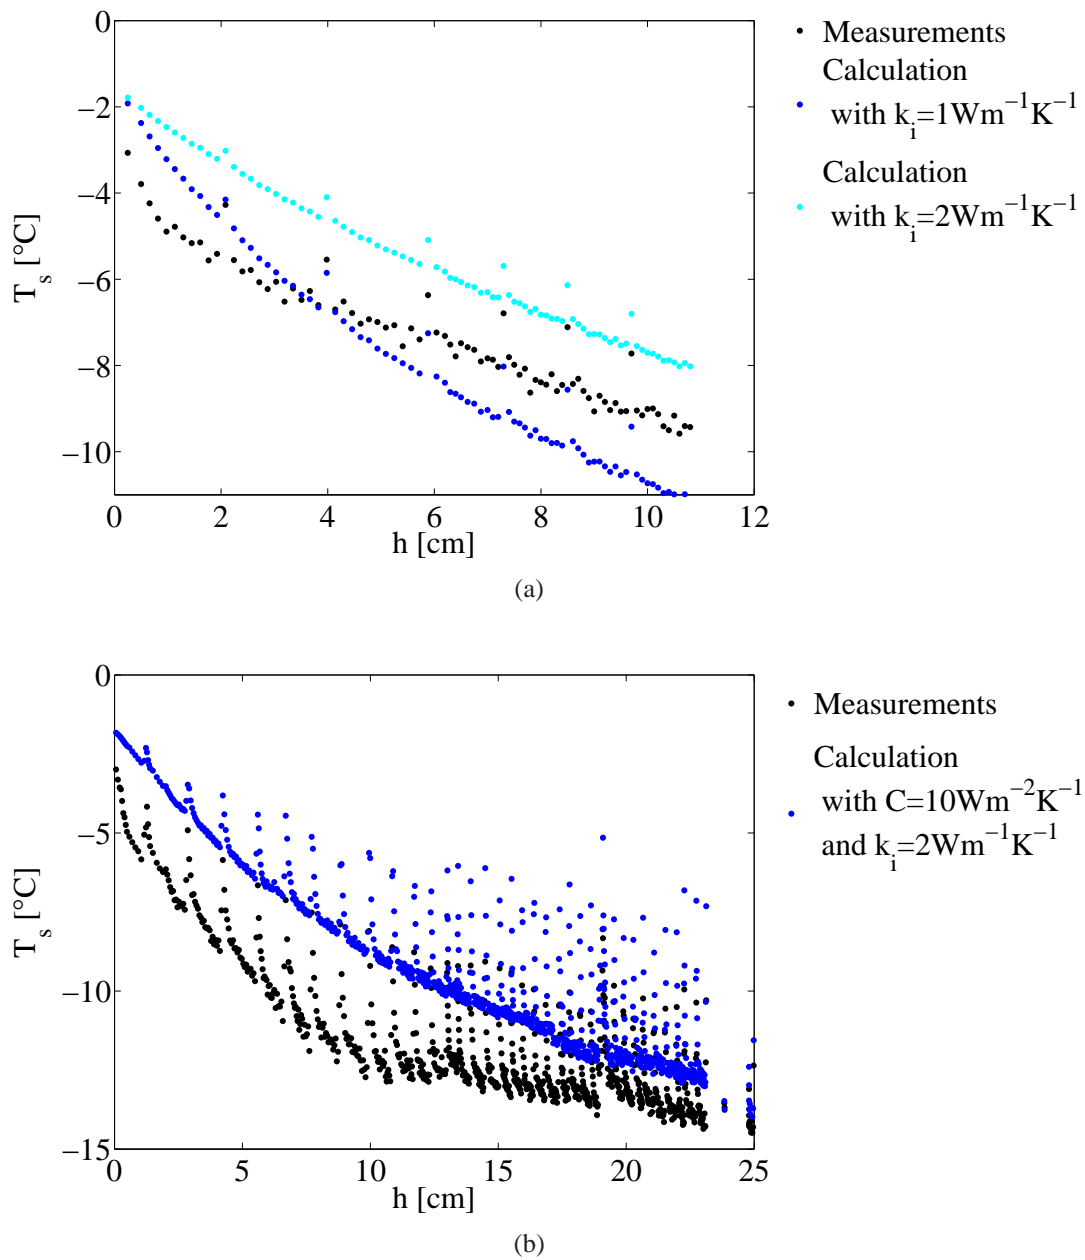 0
−2
−4
−6
−8
−10
0 2 4 6 8 10 12
T_s [°C]
h [cm]
Measurements
Calculation
with k_i=1Wm^−1K^−1
Calculation
with k_i=2Wm^−1K^−1
(a)
0
−5
−10
−15
0 5 10 15 20 25
T_s [°C]
h [cm]
Measurements
Calculation
with C=10Wm^−2K^−1
and k_i=2Wm^−1K^−1
(b)